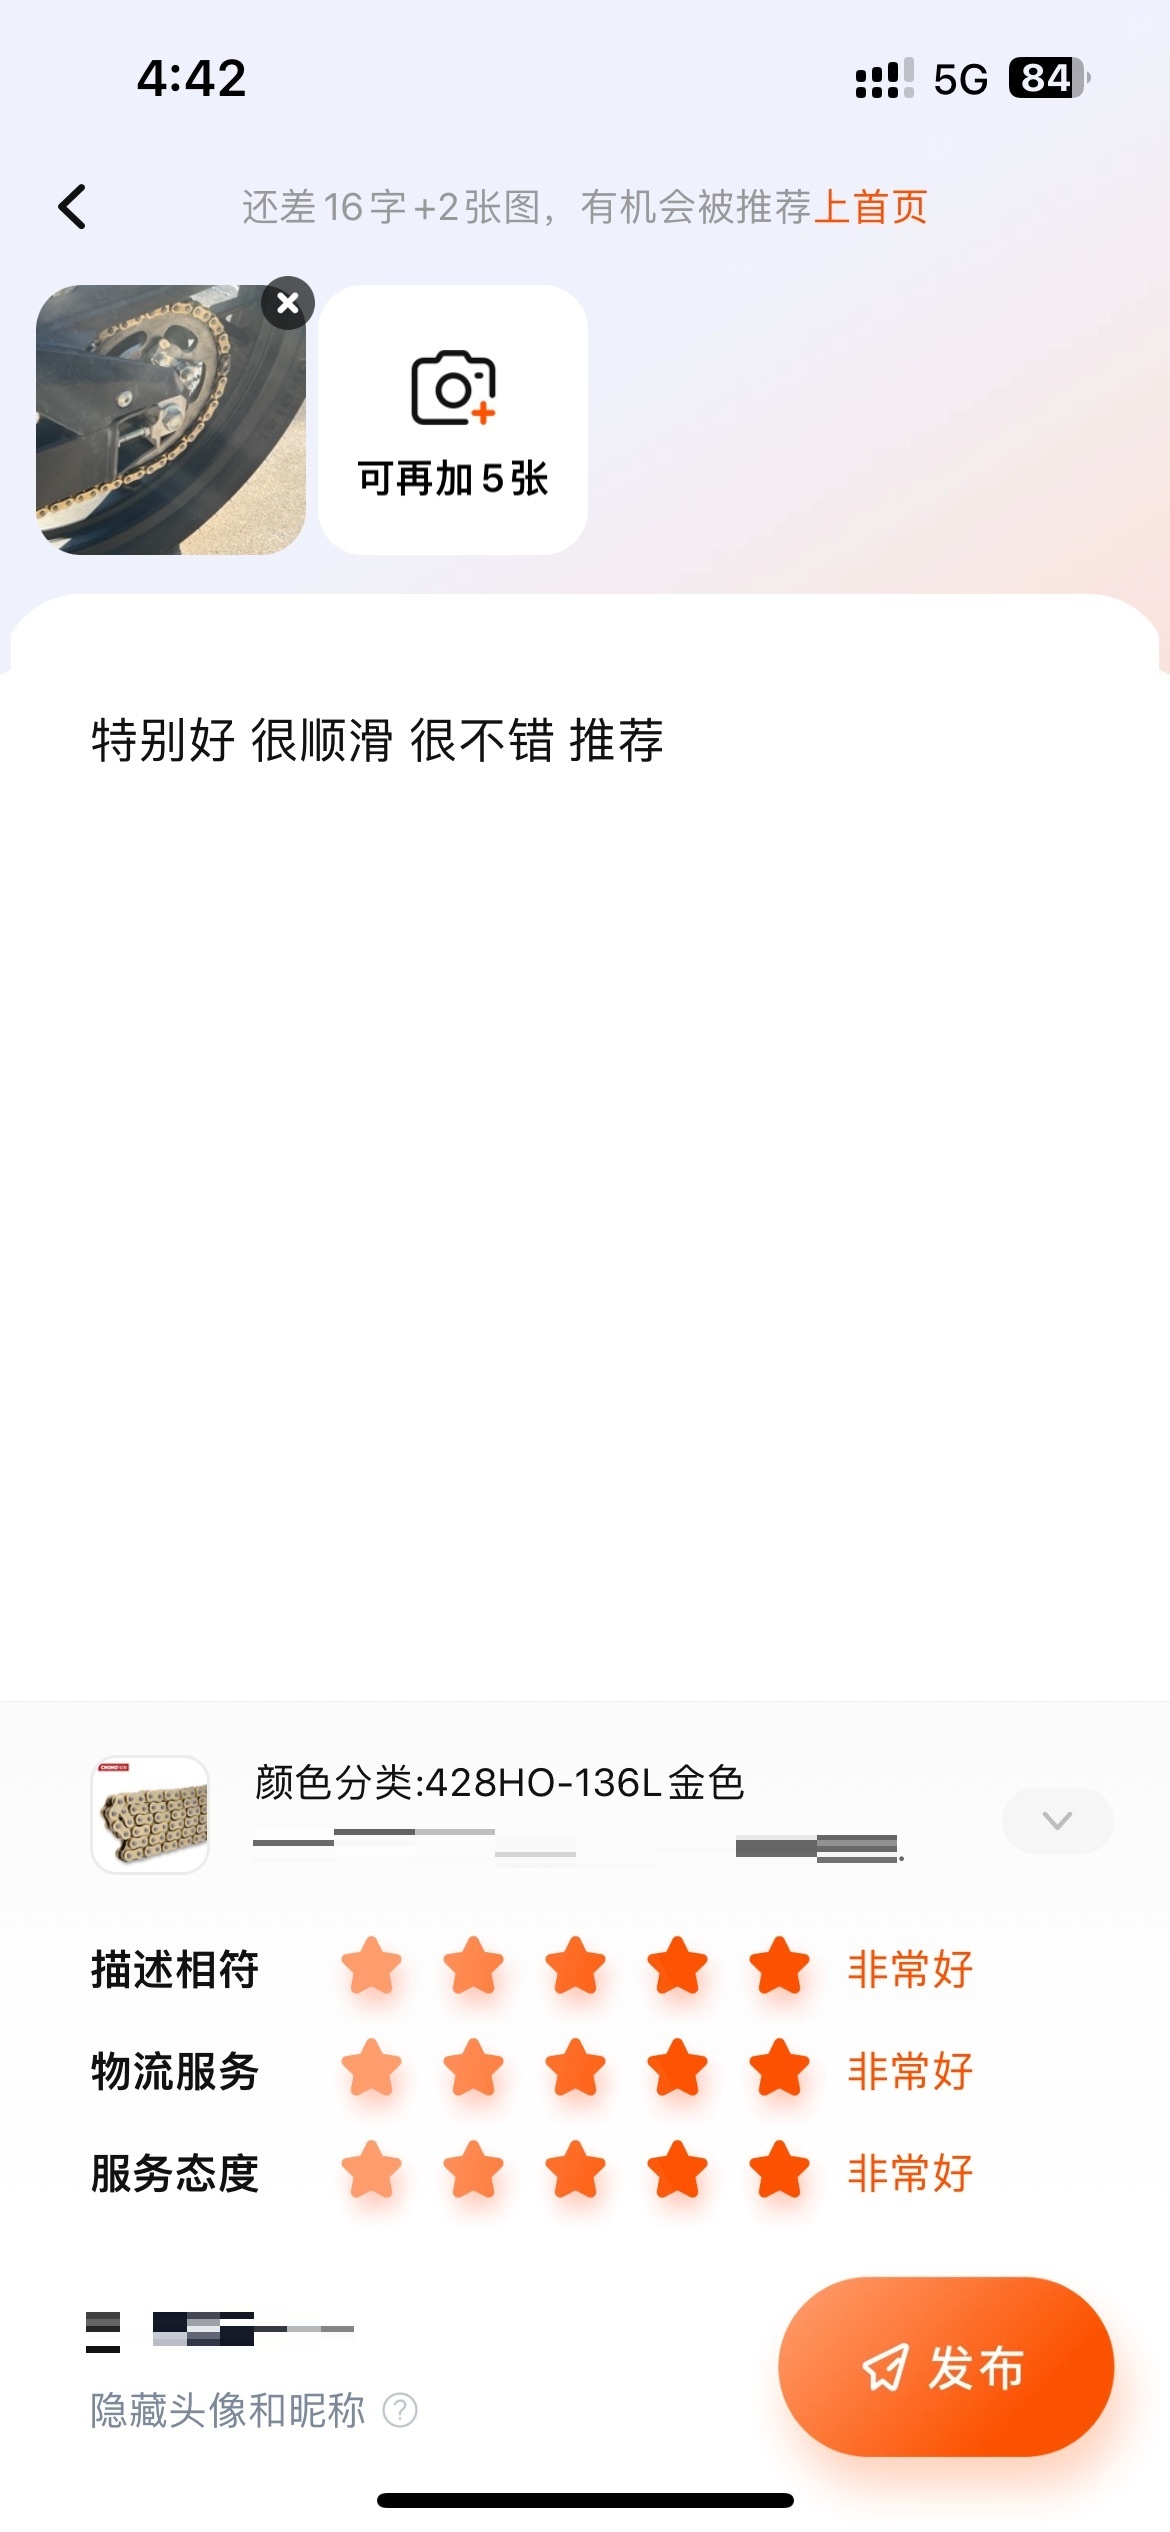 4:42
5G 84
还差16字+2张图，有机会被推荐上首页
可再加5张
特别好 很顺滑 很不错 推荐
CHOHO
颜色分类:428HO-136L金色
描述相符 非常好
物流服务 非常好
服务态度 非常好
发布
隐藏头像和昵称 ?